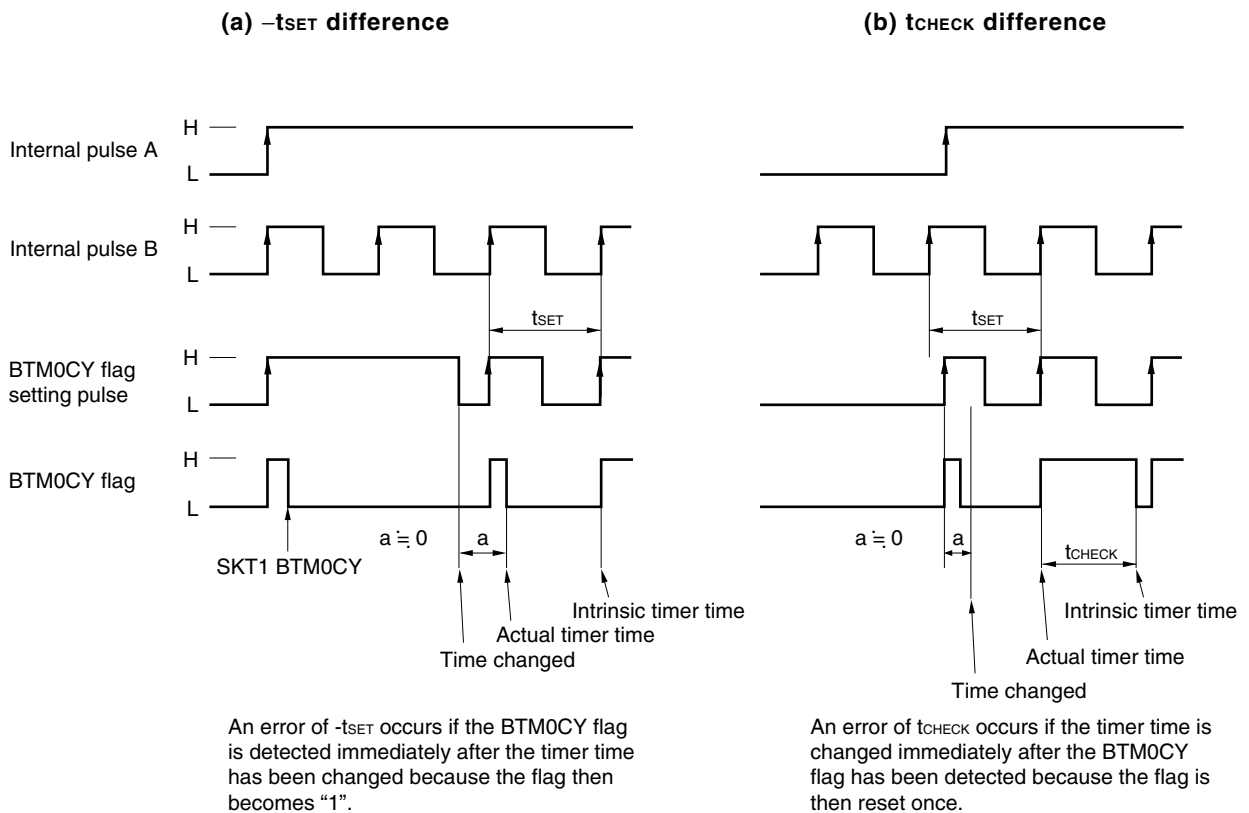 (a) –tSET difference
(b) tCHECK difference
Internal pulse A
H
L
Internal pulse B
H
L
tSET
tSET
BTM0CY flag
setting pulse
H
L
BTM0CY flag
H
L
a ≒ 0
a
SKT1 BTM0CY
Intrinsic timer time
Actual timer time
Time changed
a ≒ 0
a
tCHECK
Intrinsic timer time
Actual timer time
Time changed
An error of -tSET occurs if the BTM0CY flag
is detected immediately after the timer time
has been changed because the flag then
becomes “1”.
An error of tCHECK occurs if the timer time is
changed immediately after the BTM0CY
flag has been detected because the flag is
then reset once.